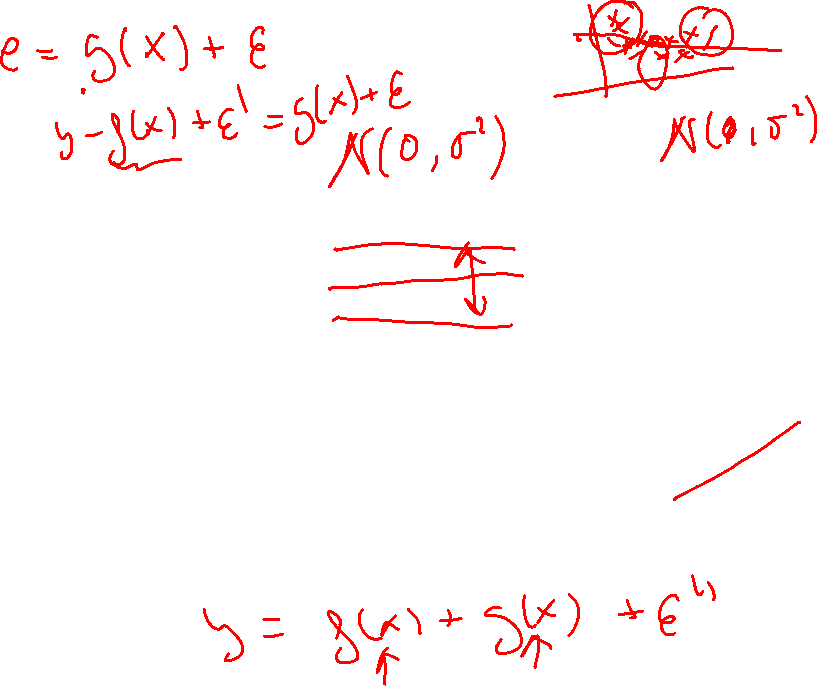 e = g(x) + ε
y - f(x) + ε' = g(x) + ε
N(0, σ²)
N(0, σ²)
y = f(x) + g(x) + ε''